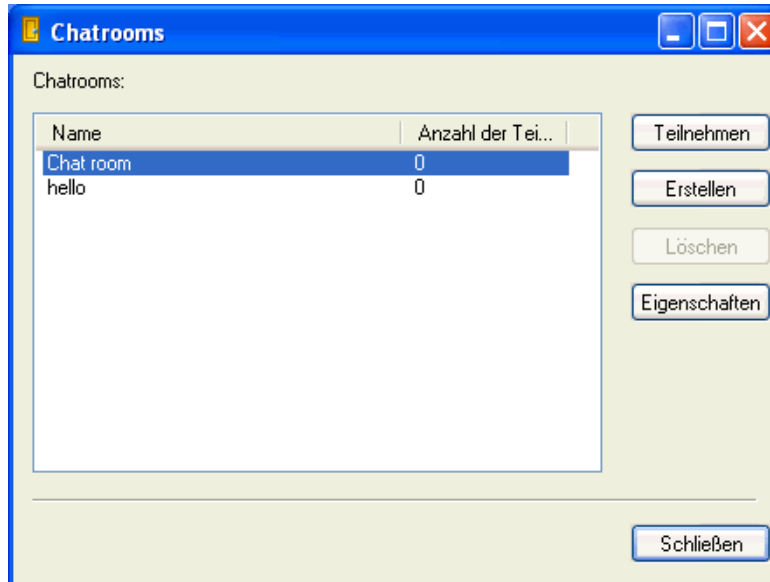 Chatrooms
Chatrooms:
Name Anzahl der Tei...
Chat room 0
hello 0
Teilnehmen
Erstellen
Löschen
Eigenschaften
Schließen